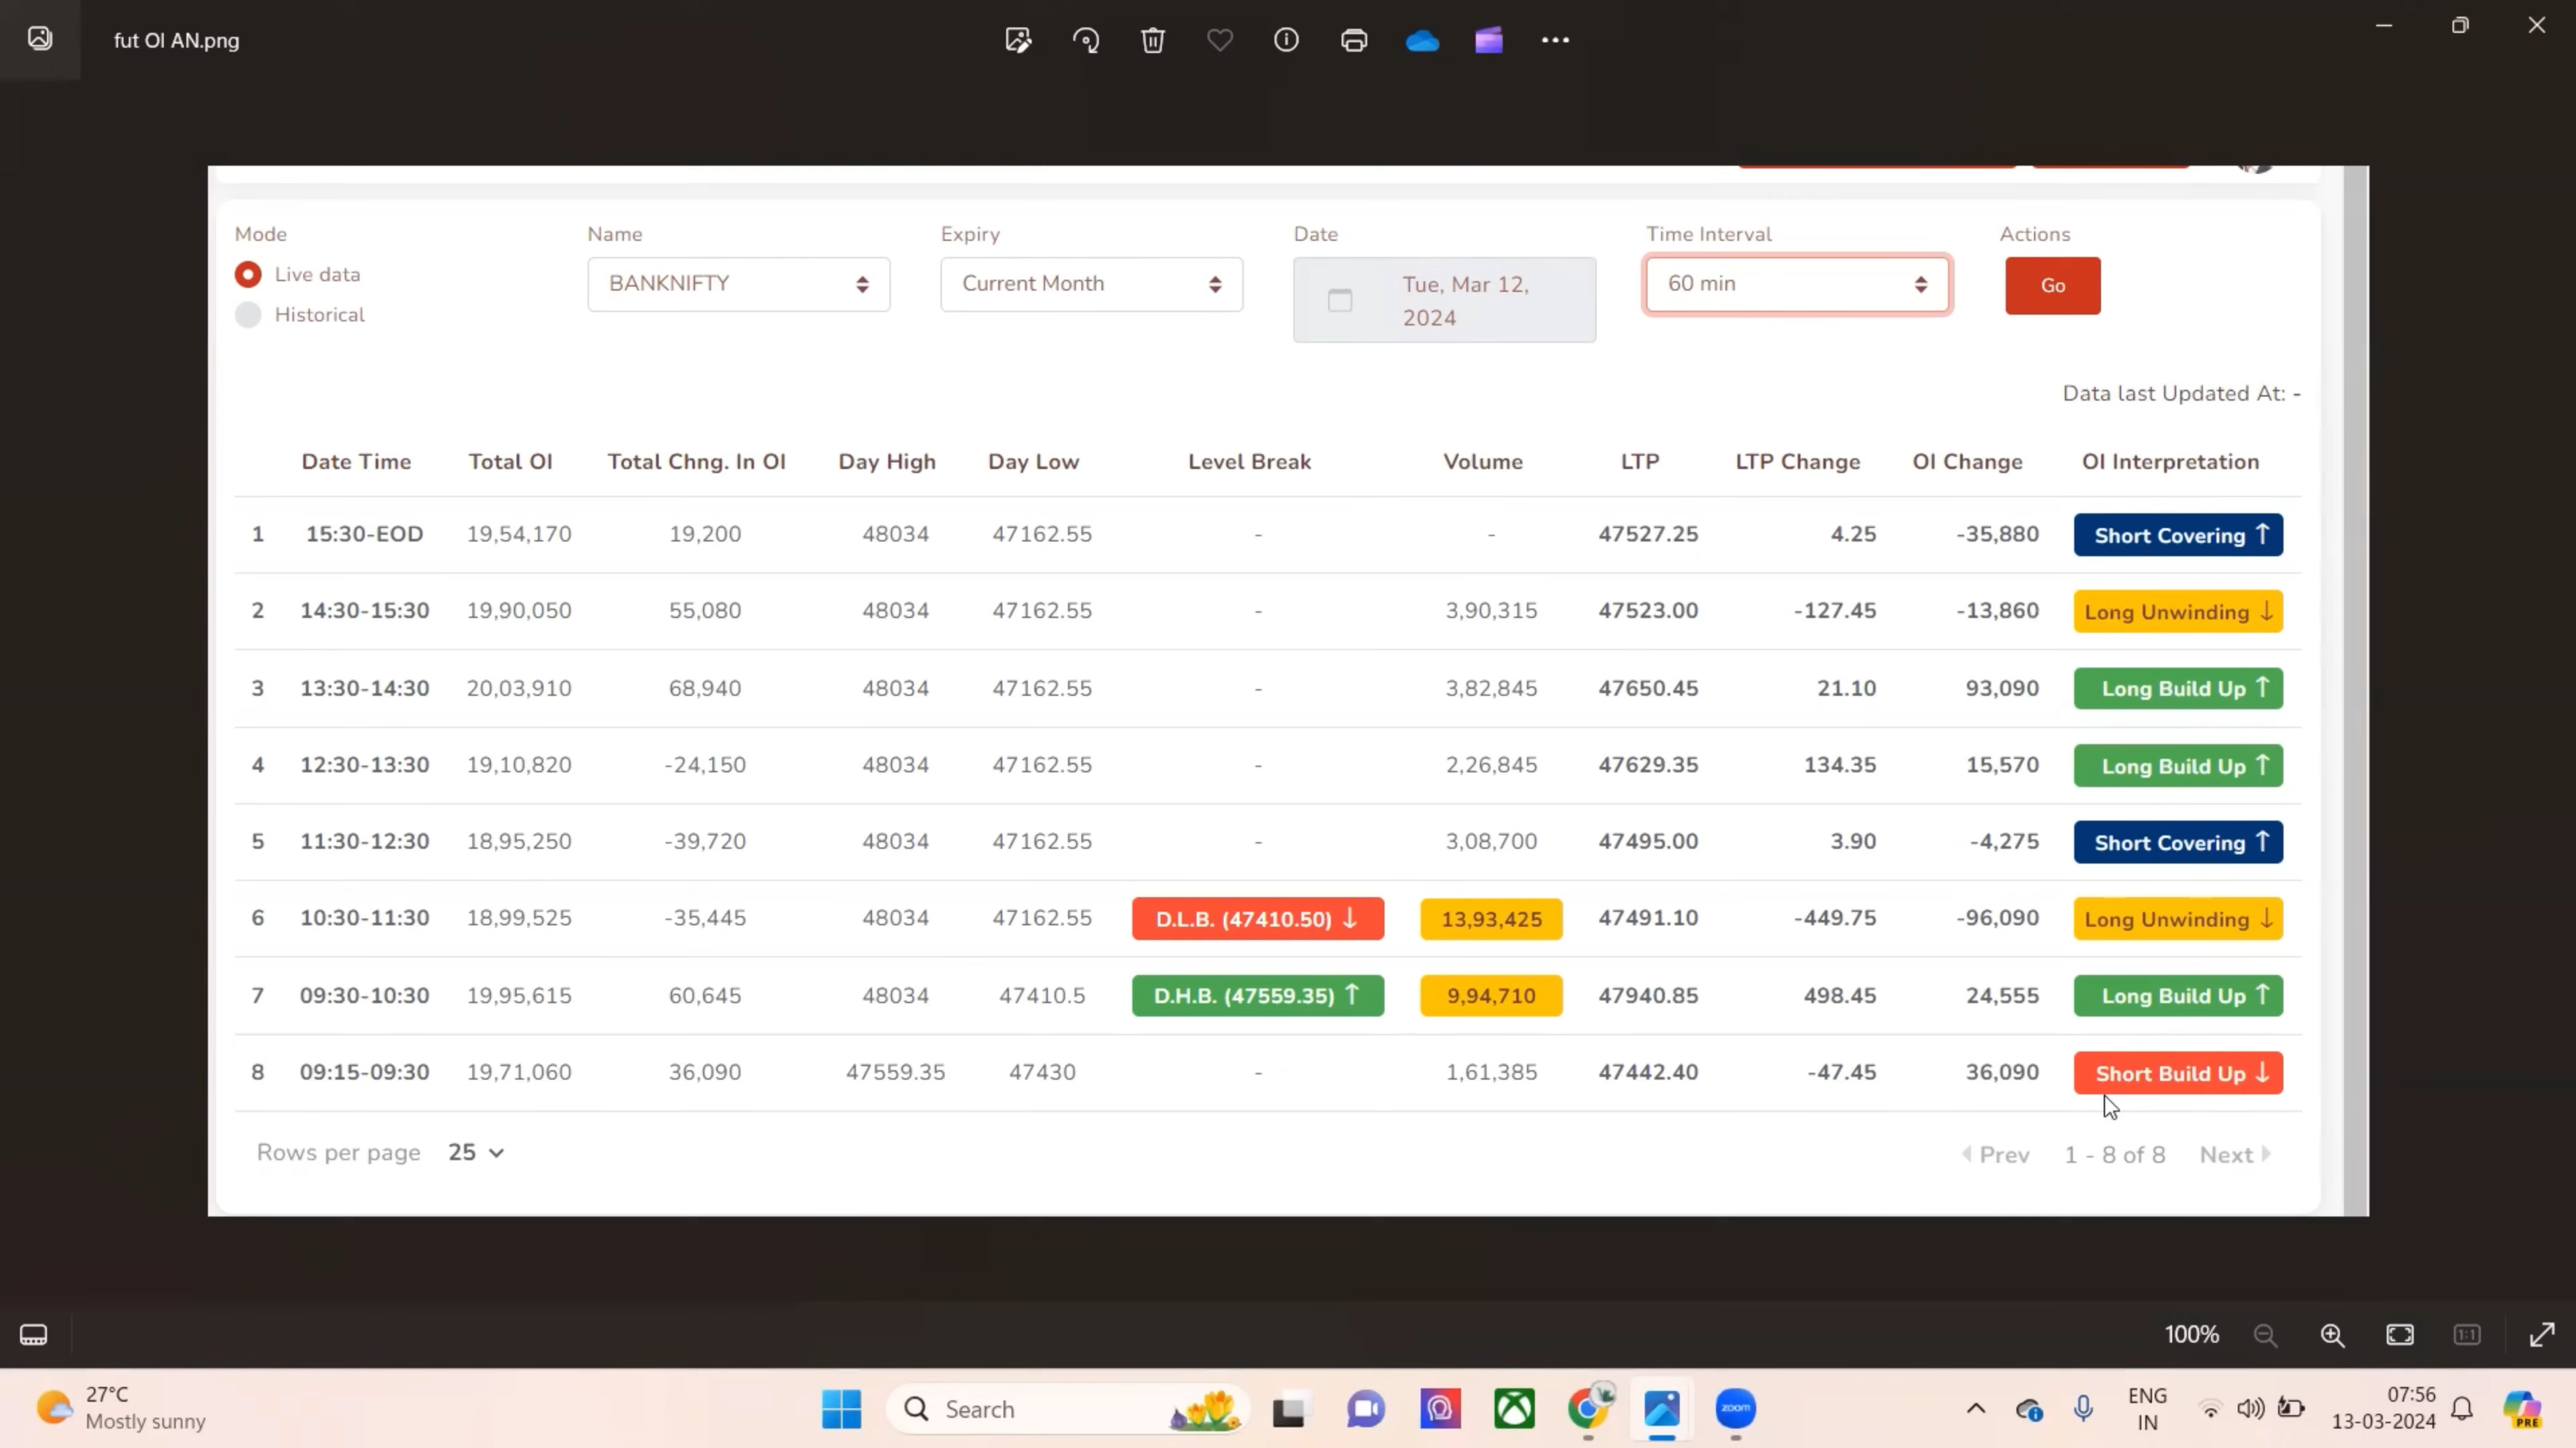 fut OI AN.png
Mode Name Expiry Date Time Interval Actions
Live data BANKNIFTY Current Month Tue, Mar 12, 2024 60 min Go
Historical
Data last Updated At: -
Date Time Total OI Total Chng. In OI Day High Day Low Level Break Volume LTP LTP Change OI Change OI Interpretation
1 15:30-EOD 19,54,170 19,200 48034 47162.55 - - 47527.25 4.25 -35,880 Short Covering ↑
2 14:30-15:30 19,90,050 55,080 48034 47162.55 - 3,90,315 47523.00 -127.45 -13,860 Long Unwinding ↓
3 13:30-14:30 20,03,910 68,940 48034 47162.55 - 3,82,845 47650.45 21.10 93,090 Long Build Up ↑
4 12:30-13:30 19,10,820 -24,150 48034 47162.55 - 2,26,845 47629.35 134.35 15,570 Long Build Up ↑
5 11:30-12:30 18,95,250 -39,720 48034 47162.55 - 3,08,700 47495.00 3.90 -4,275 Short Covering ↑
6 10:30-11:30 18,99,525 -35,445 48034 47162.55 D.L.B. (47410.50) ↓ 13,93,425 47491.10 -449.75 -96,090 Long Unwinding ↓
7 09:30-10:30 19,95,615 60,645 48034 47410.5 D.H.B. (47559.35) ↑ 9,94,710 47940.85 498.45 24,555 Long Build Up ↑
8 09:15-09:30 19,71,060 36,090 47559.35 47430 - 1,61,385 47442.40 -47.45 36,090 Short Build Up ↓
Rows per page 25 Prev 1 - 8 of 8 Next
100% 1:1
27°C
Mostly sunny
Search
zoom
ENG
IN
07:56
13-03-2024
PRE